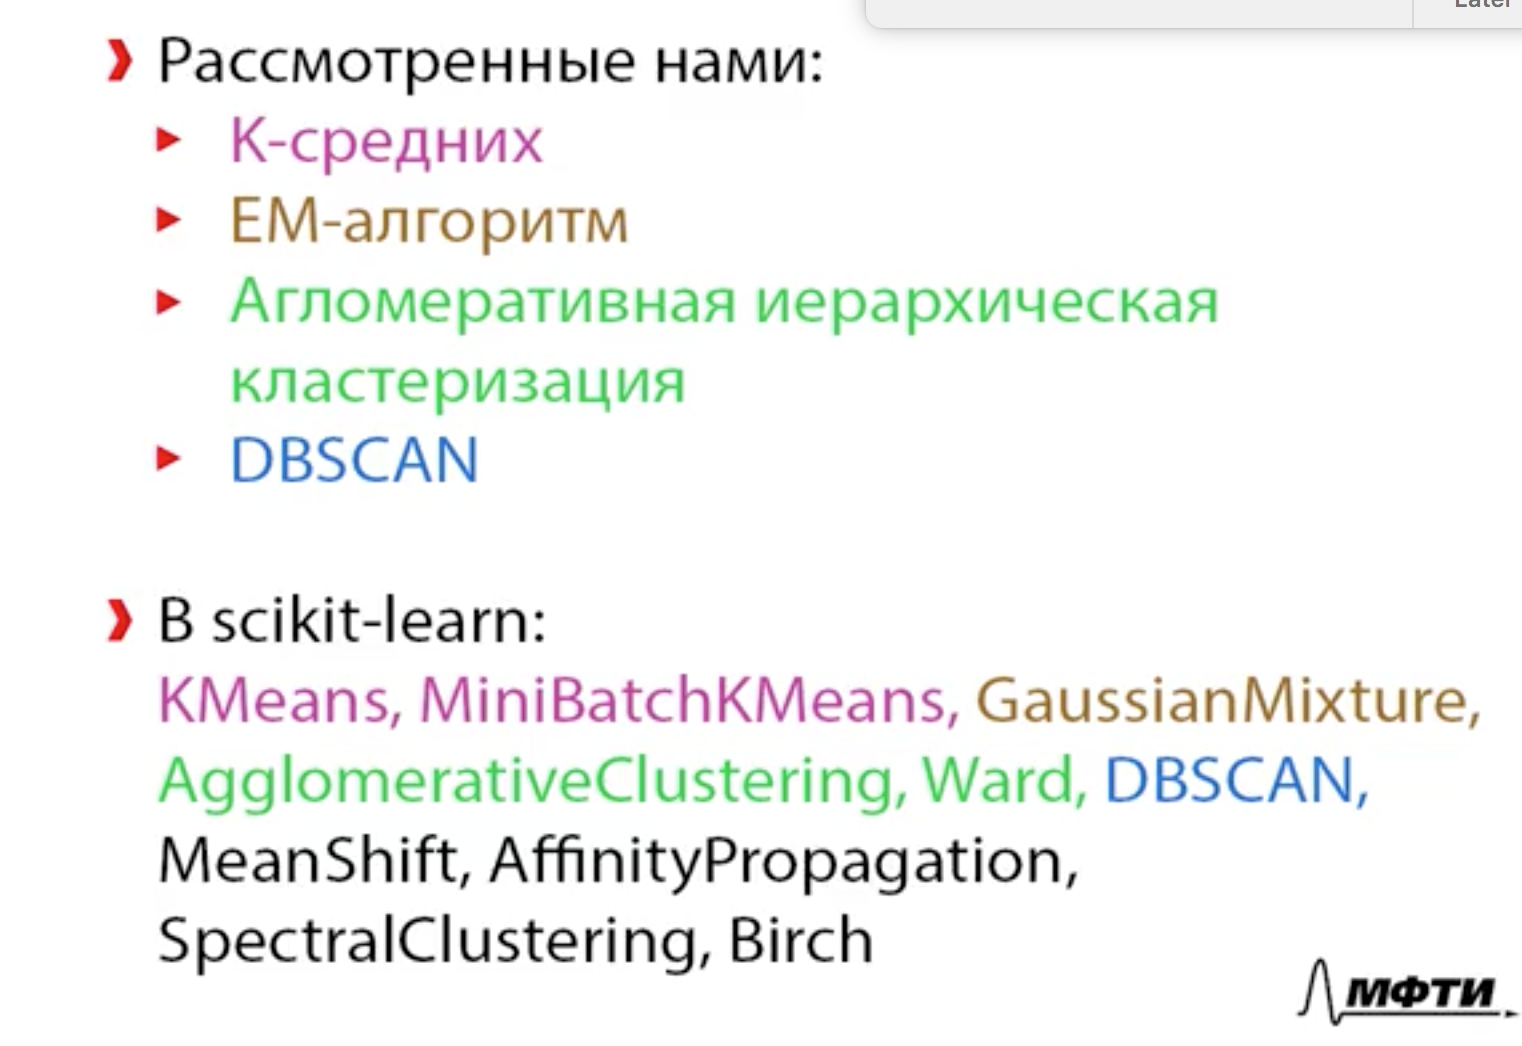 Later
Рассмотренные нами:
К-средних
ЕМ-алгоритм
Агломеративная иерархическая
кластеризация
DBSCAN
В scikit-learn:
KMeans, MiniBatchKMeans, GaussianMixture,
AgglomerativeClustering, Ward, DBSCAN,
MeanShift, AffinityPropagation,
SpectralClustering, Birch
МФТИ